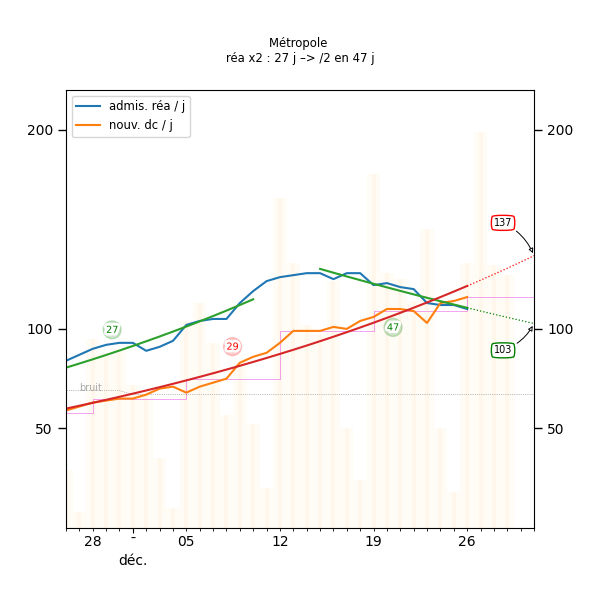 Métropole
réa x2 : 27 j –> /2 en 47 j
admis. réa / j
nouv. dc / j
200
200
137
27
47
100
100
29
103
bruit
50
50
28
-
05
12
19
26
déc.